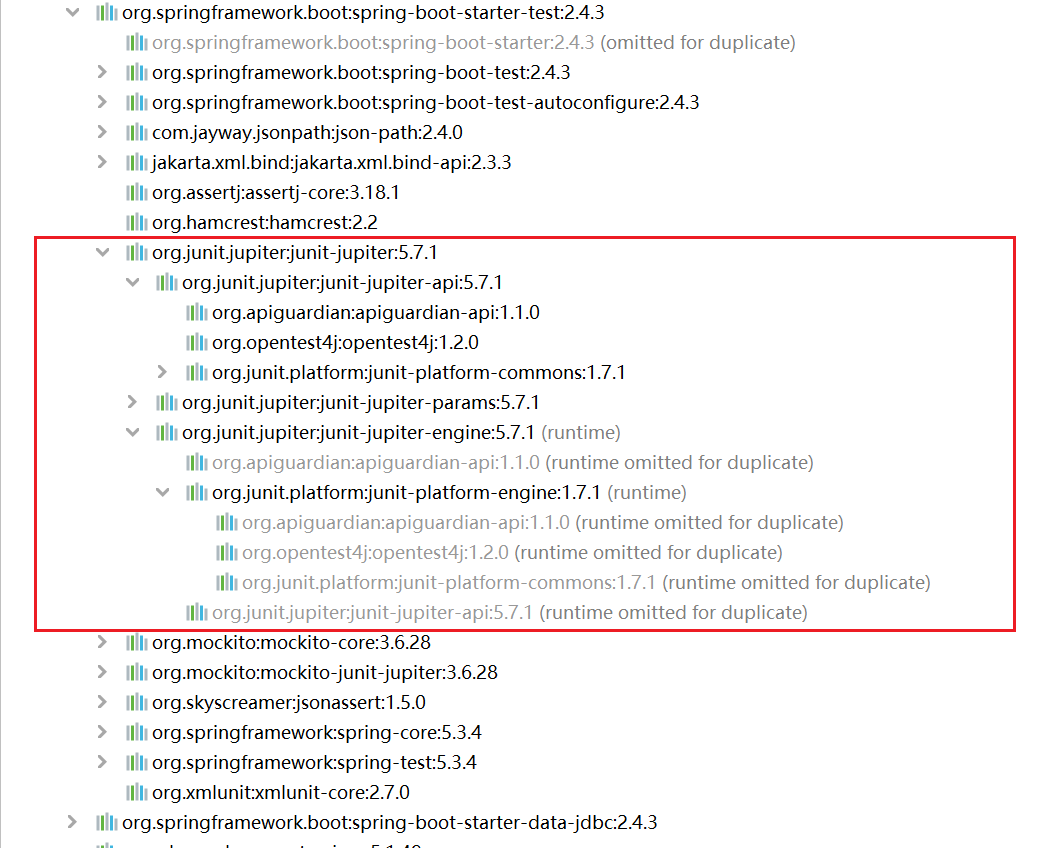 org.springframework.boot:spring-boot-starter-test:2.4.3
org.springframework.boot:spring-boot-starter:2.4.3 (omitted for duplicate)
org.springframework.boot:spring-boot-test:2.4.3
org.springframework.boot:spring-boot-test-autoconfigure:2.4.3
com.jayway.jsonpath:json-path:2.4.0
jakarta.xml.bind:jakarta.xml.bind-api:2.3.3
org.assertj:assertj-core:3.18.1
org.hamcrest:hamcrest:2.2
org.junit.jupiter:junit-jupiter:5.7.1
org.junit.jupiter:junit-jupiter-api:5.7.1
org.apiguardian:apiguardian-api:1.1.0
org.opentest4j:opentest4j:1.2.0
org.junit.platform:junit-platform-commons:1.7.1
org.junit.jupiter:junit-jupiter-params:5.7.1
org.junit.jupiter:junit-jupiter-engine:5.7.1 (runtime)
org.apiguardian:apiguardian-api:1.1.0 (runtime omitted for duplicate)
org.junit.platform:junit-platform-engine:1.7.1 (runtime)
org.apiguardian:apiguardian-api:1.1.0 (runtime omitted for duplicate)
org.opentest4j:opentest4j:1.2.0 (runtime omitted for duplicate)
org.junit.platform:junit-platform-commons:1.7.1 (runtime omitted for duplicate)
org.junit.jupiter:junit-jupiter-api:5.7.1 (runtime omitted for duplicate)
org.mockito:mockito-core:3.6.28
org.mockito:mockito-junit-jupiter:3.6.28
org.skyscreamer:jsonassert:1.5.0
org.springframework:spring-core:5.3.4
org.springframework:spring-test:5.3.4
org.xmlunit:xmlunit-core:2.7.0
org.springframework.boot:spring-boot-starter-data-jdbc:2.4.3